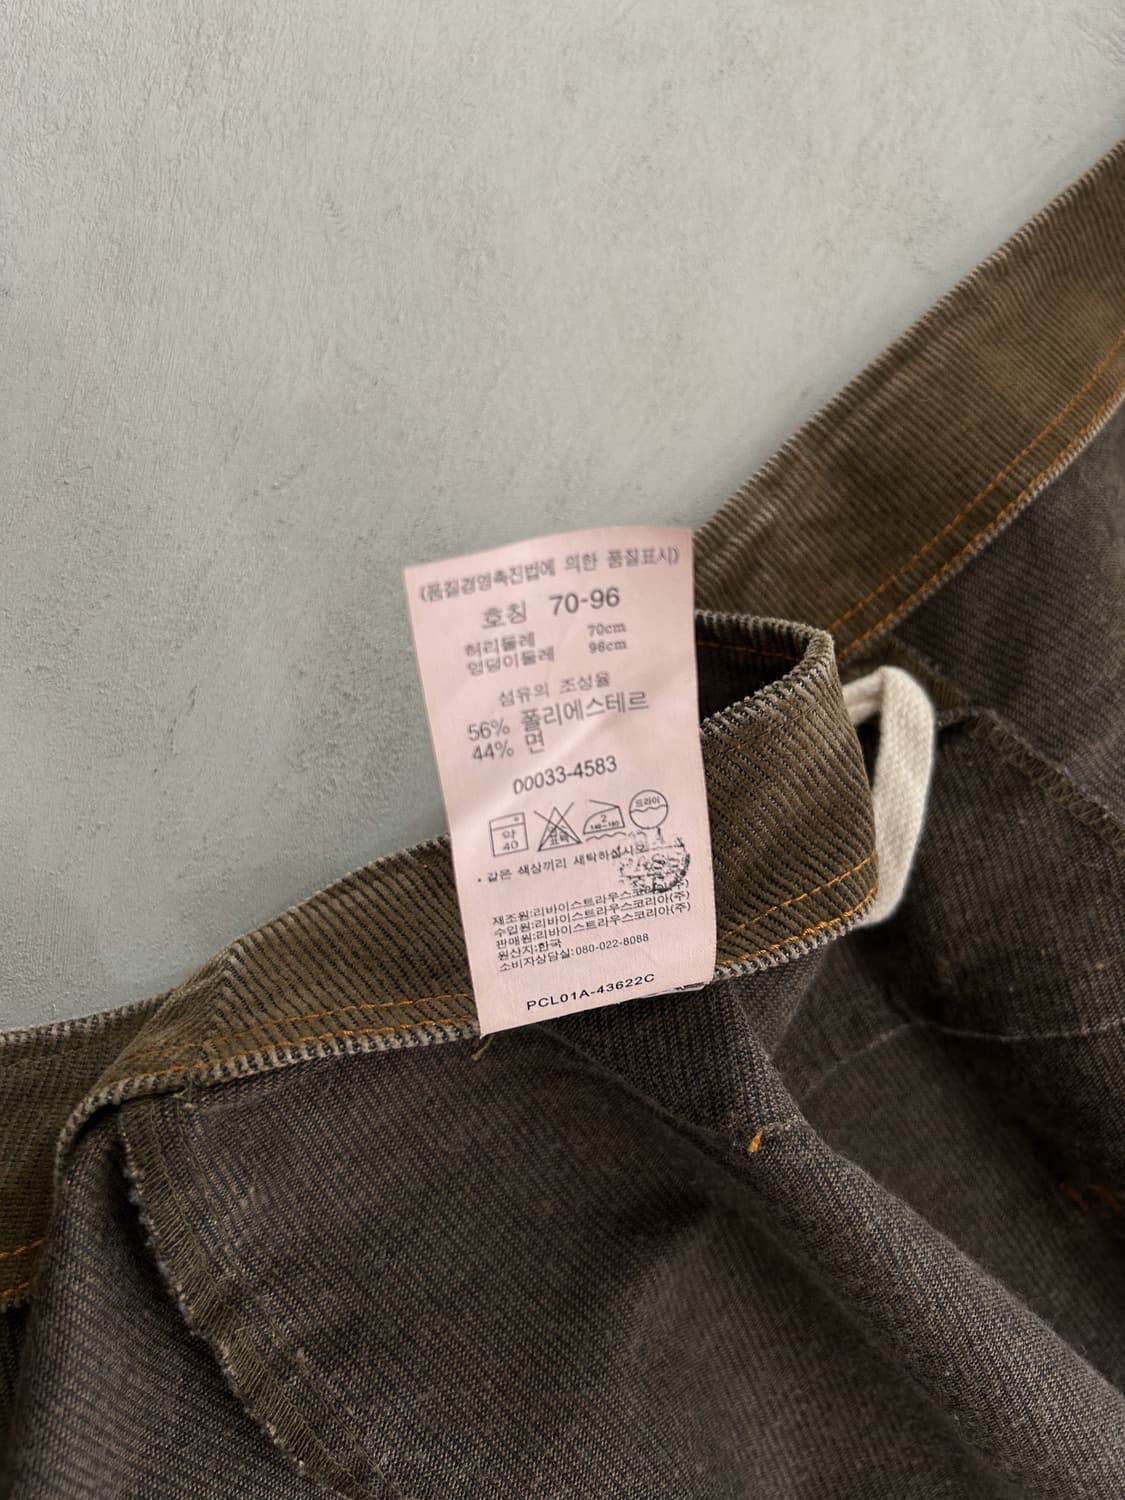 (품질경영촉진법에 의한 품질표시)
호칭 70-96
허리둘레 70cm
엉덩이둘레 96cm
섬유의 조성율
56% 폴리에스테르
44% 면
00033-4583
약 40
표백
2 140~160
드라이
• 같은 색상끼리 세탁하십시오
제조원:리바이스트라우스코리아(주)
수입원:리바이스트라우스코리아(주)
판매원:리바이스트라우스코리아(주)
원산지:한국
소비자상담실:080-022-8088
PCL01A-43622C